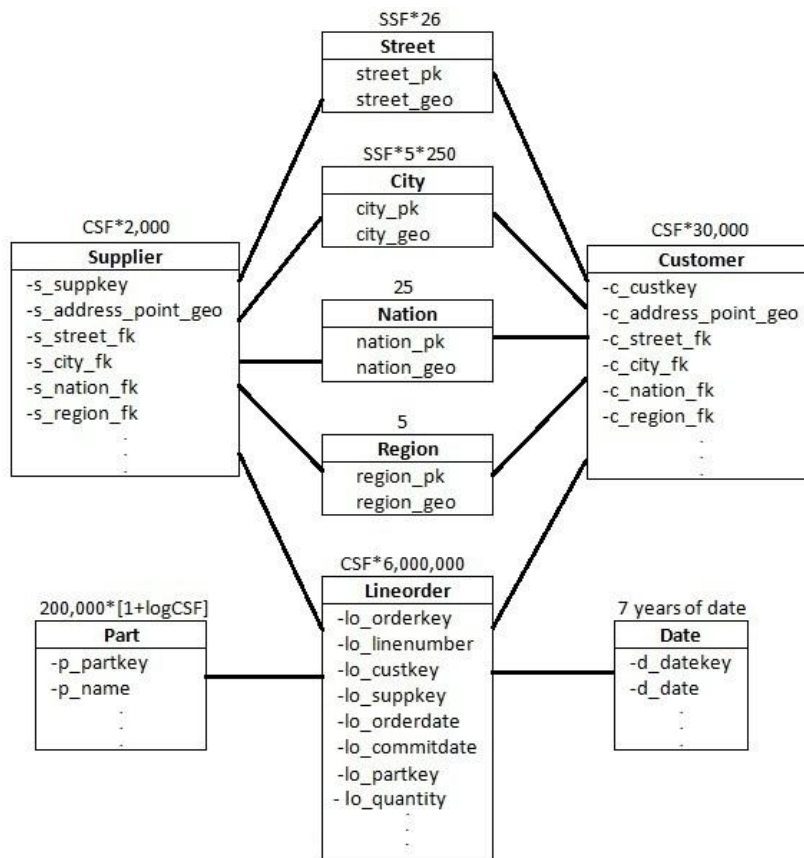 SSF*26
Street
street_pk
street_geo
SSF*5*250
City
city_pk
city_geo
CSF*2,000
Supplier
-s_suppkey
-s_address_point_geo
-s_street_fk
-s_city_fk
-s_nation_fk
-s_region_fk
.
.
.
25
Nation
nation_pk
nation_geo
5
Region
region_pk
region_geo
CSF*30,000
Customer
-c_custkey
-c_address_point_geo
-c_street_fk
-c_city_fk
-c_nation_fk
-c_region_fk
.
.
.
200,000*[1+logCSF]
Part
-p_partkey
-p_name
.
.
.
CSF*6,000,000
Lineorder
-lo_orderkey
-lo_linenumber
-lo_custkey
-lo_suppkey
-lo_orderdate
-lo_commitdate
-lo_partkey
- lo_quantity
.
.
.
7 years of date
Date
-d_datekey
-d_date
.
.
.